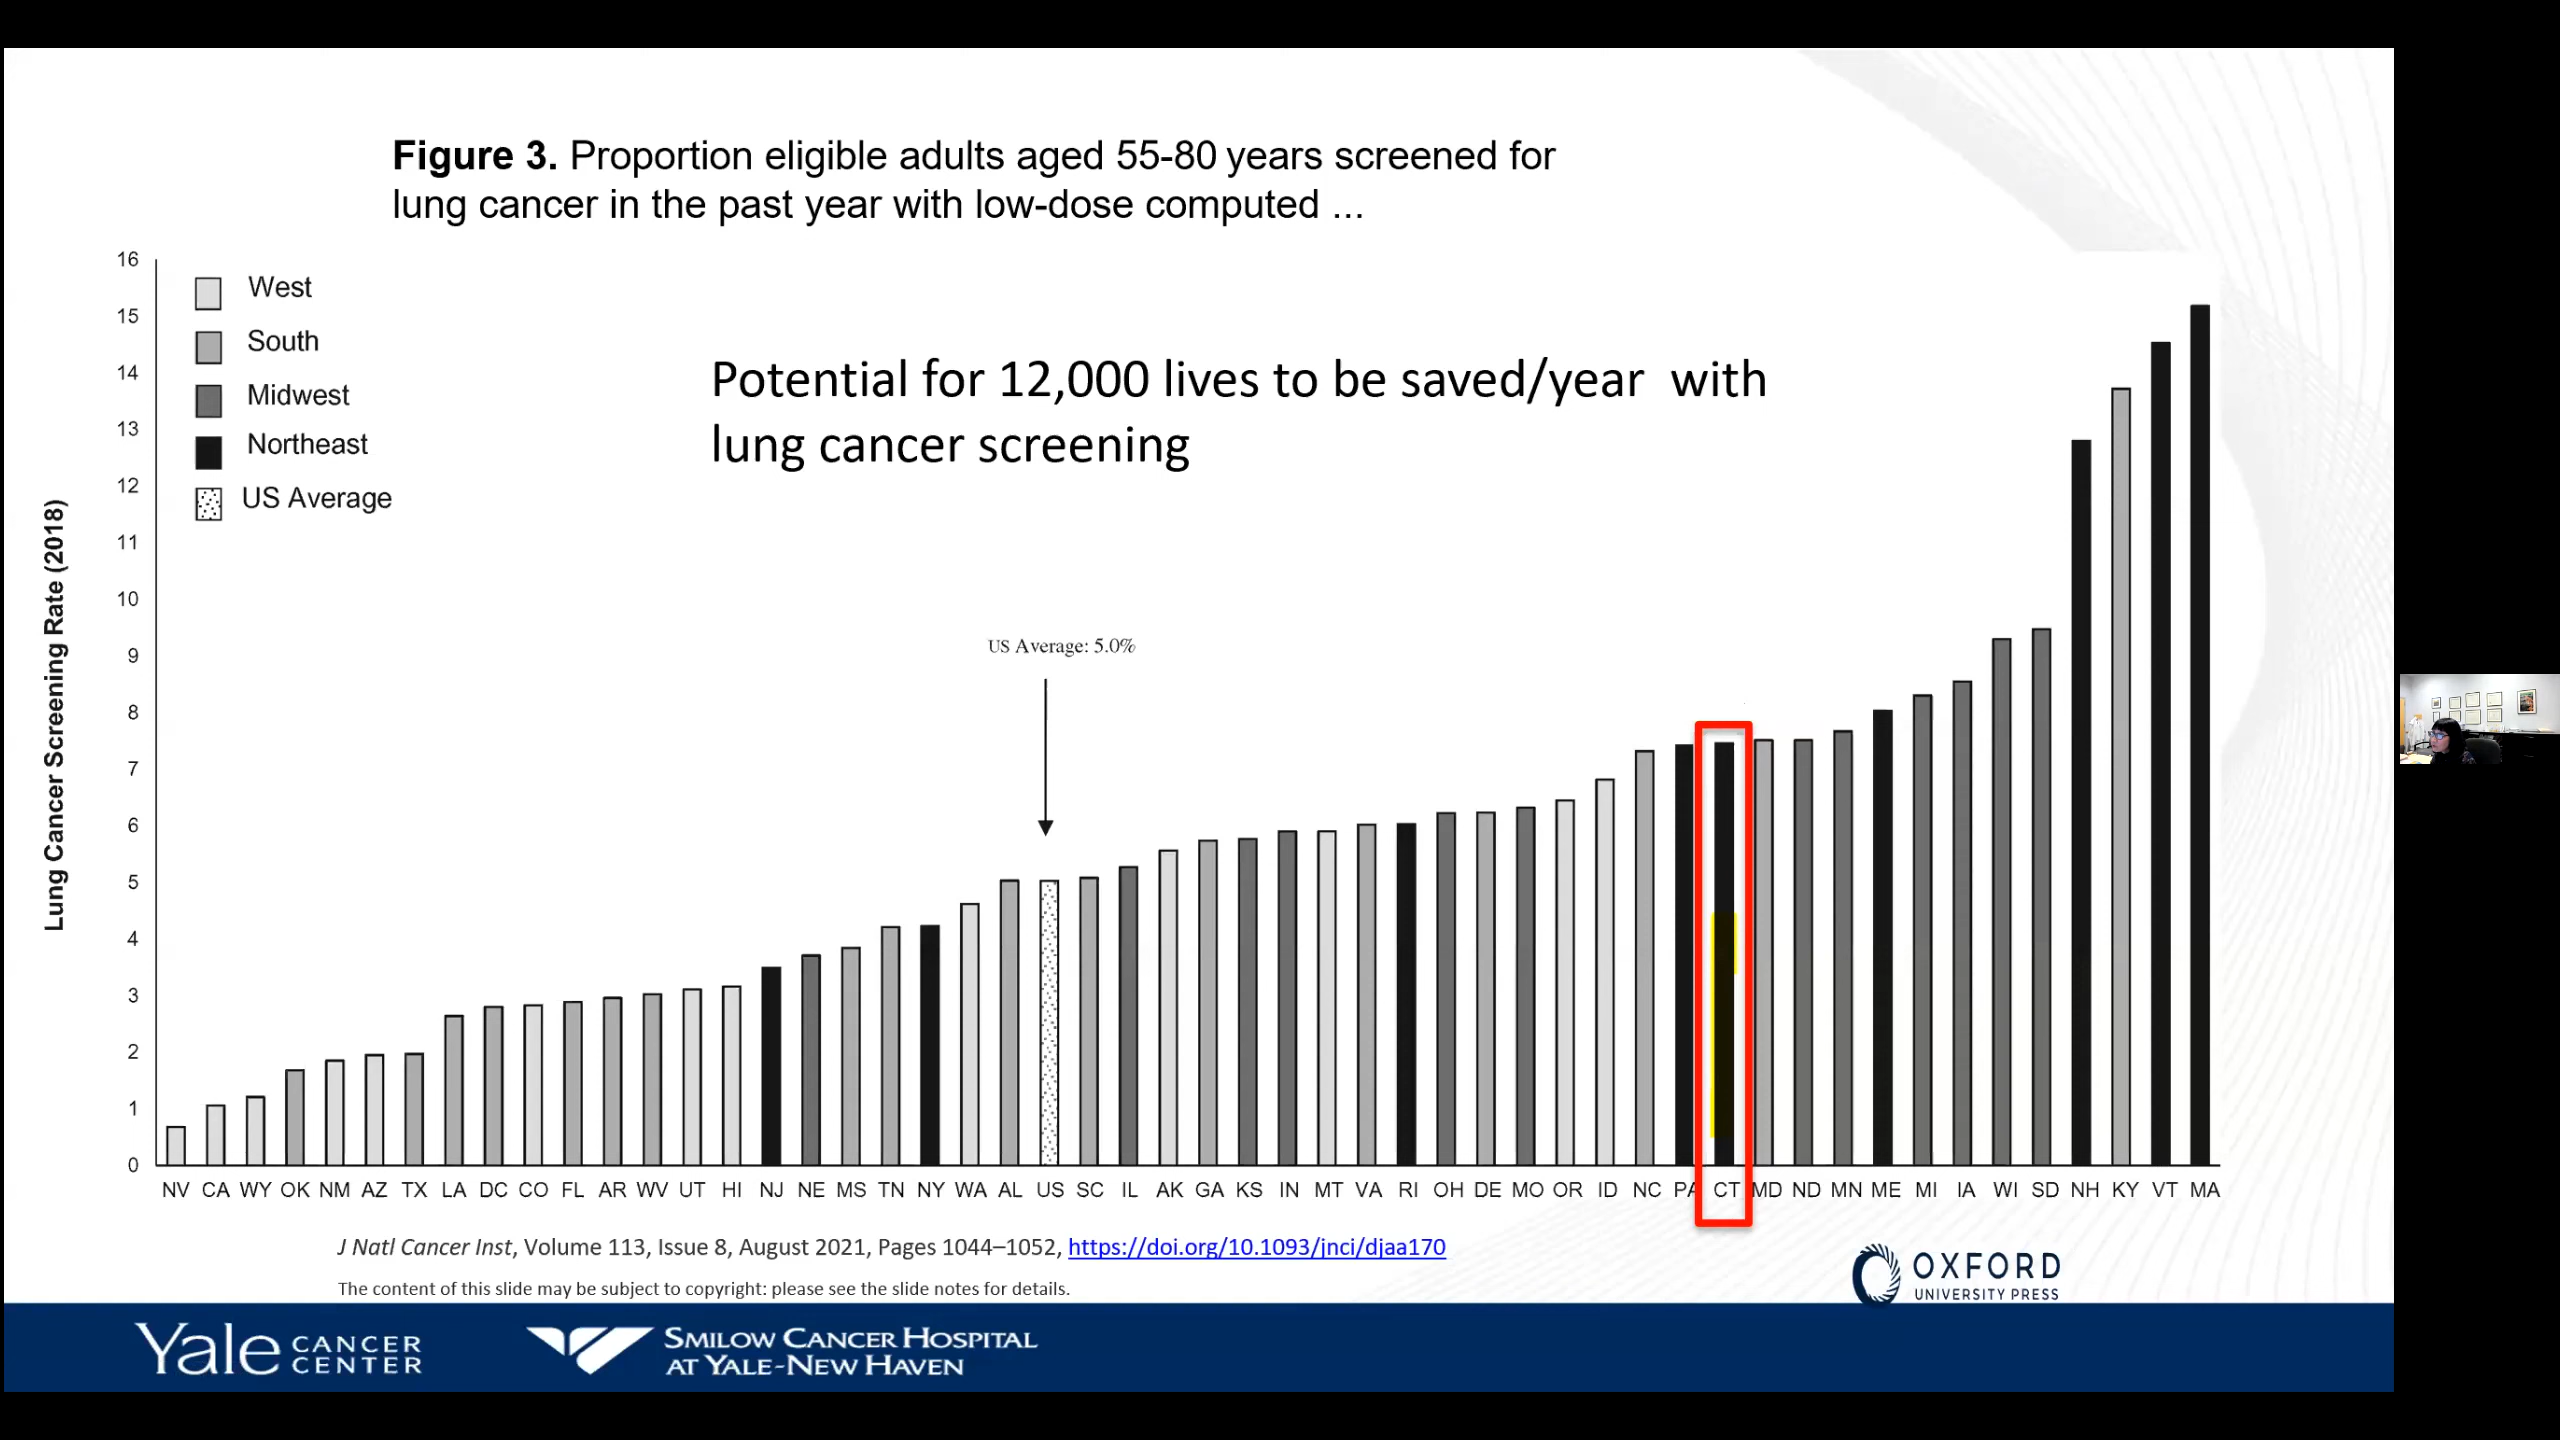 Figure 3. Proportion eligible adults aged 55-80 years screened for
lung cancer in the past year with low-dose computed ...
16
15
14
13
12
11
10
9
8
7
6
5
4
3
2
1
0
Lung Cancer Screening Rate (2018)
West
South
Midwest
Northeast
US Average
Potential for 12,000 lives to be saved/year with
lung cancer screening
US Average: 5.0%
NV CA WY OK NM AZ TX LA DC CO FL AR WV UT HI NJ NE MS TN NY WA AL US SC IL AK GA KS IN MT VA RI OH DE MO OR ID NC PA CT MD ND MN ME MI IA WI SD NH KY VT MA
J Natl Cancer Inst, Volume 113, Issue 8, August 2021, Pages 1044–1052, https://doi.org/10.1093/jnci/djaa170
The content of this slide may be subject to copyright: please see the slide notes for details.
OXFORD
UNIVERSITY PRESS
Yale CANCER
CENTER
SMILOW CANCER HOSPITAL
AT YALE-NEW HAVEN